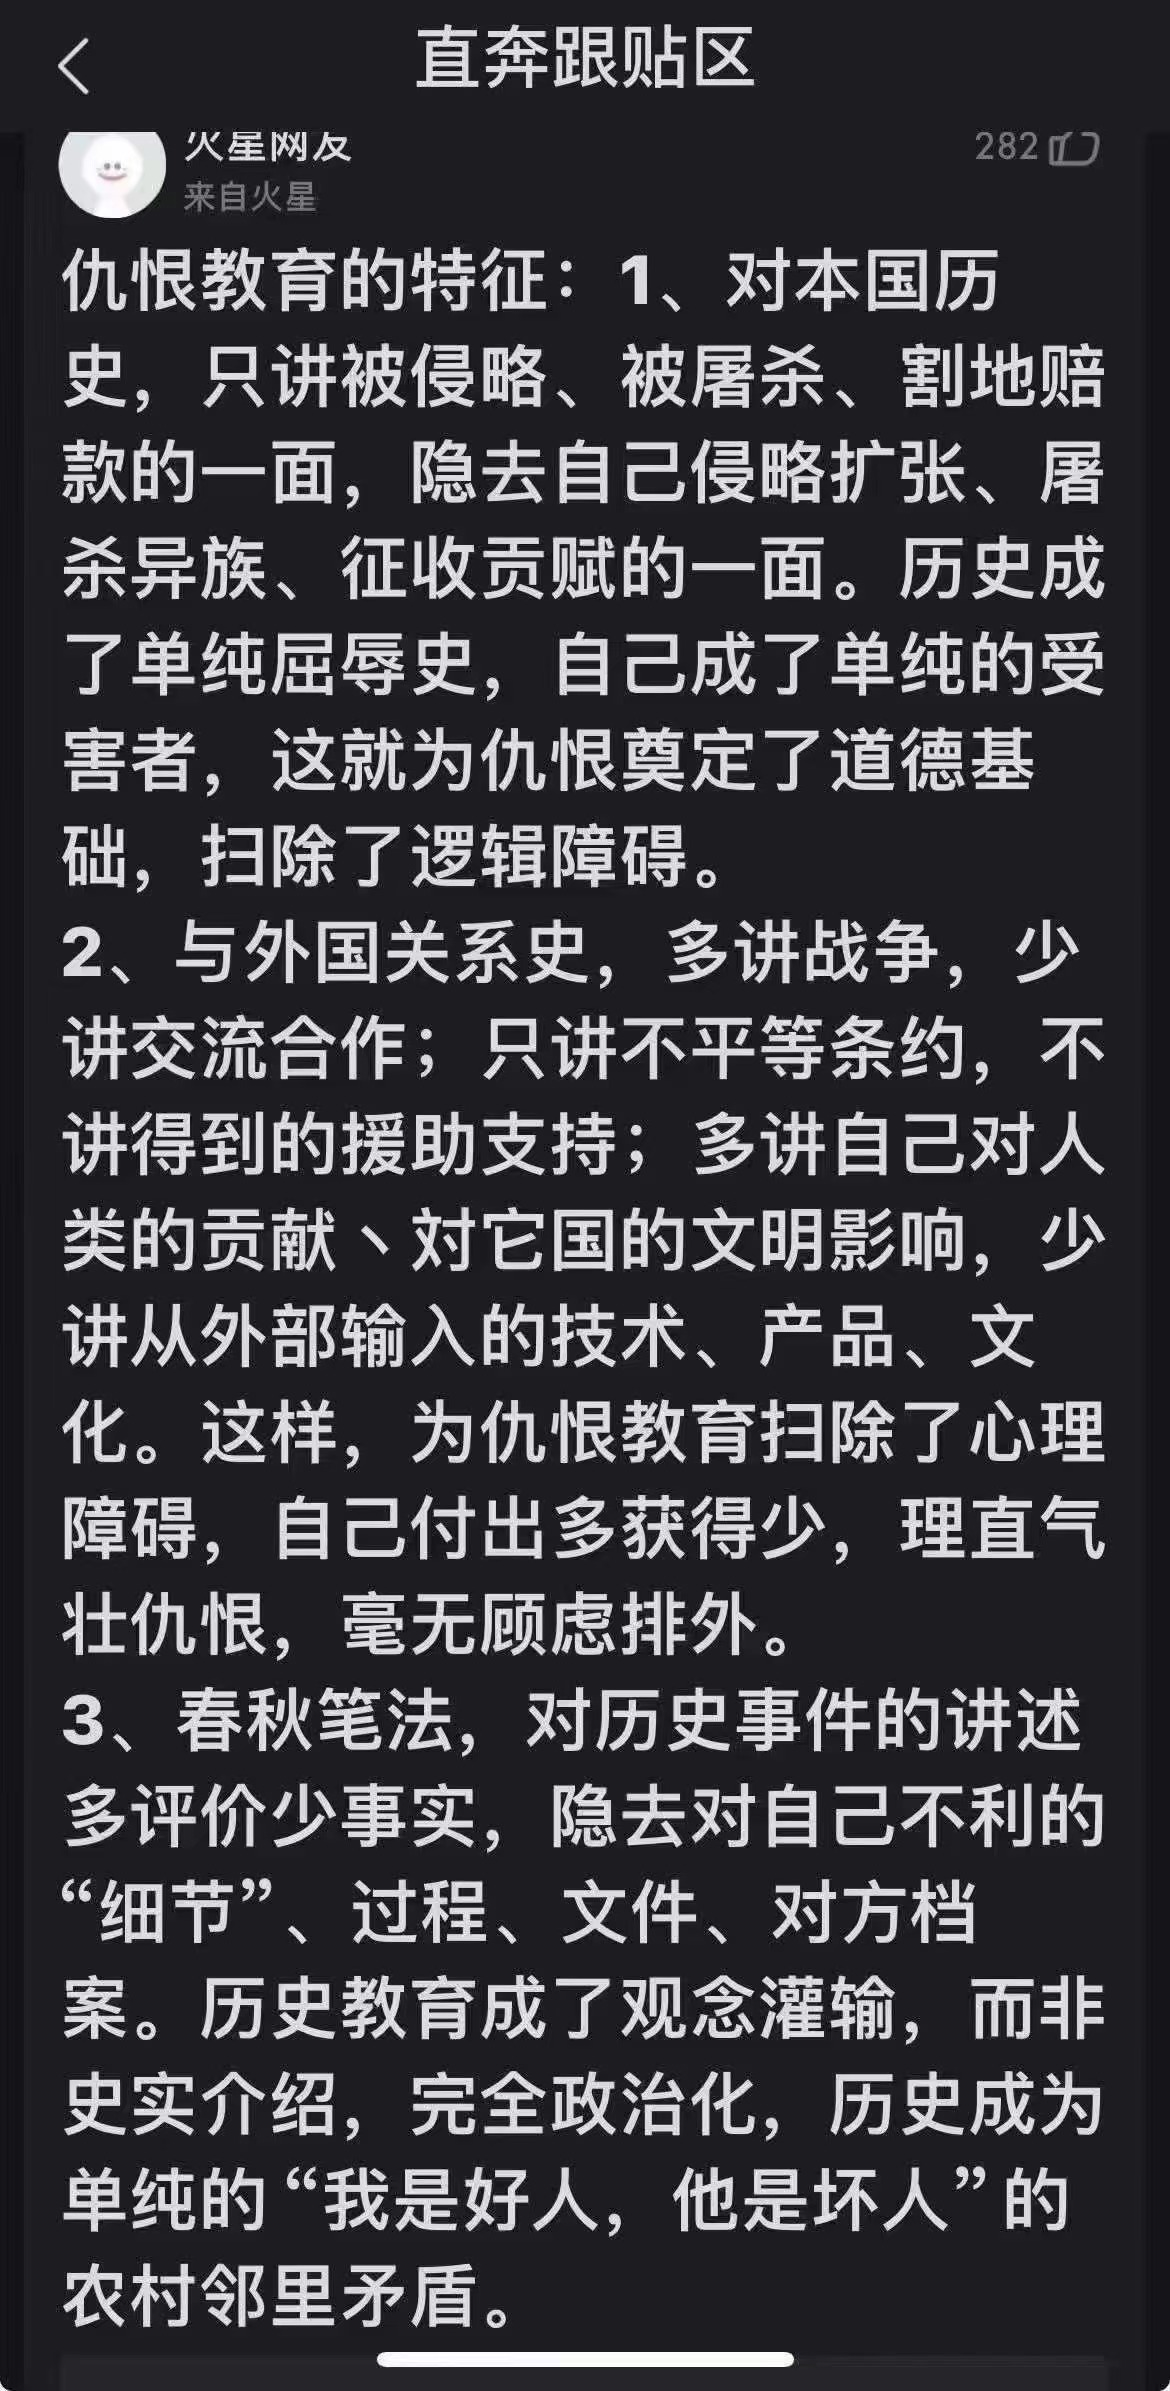 直奔跟贴区
火星网友
282
来自火星
仇恨教育的特征：1、对本国历
史，只讲被侵略、被屠杀、割地赔
款的一面，隐去自己侵略扩张、屠
杀异族、征收贡赋的一面。历史成
了单纯屈辱史，自己成了单纯的受
害者，这就为仇恨奠定了道德基
础，扫除了逻辑障碍。
2、与外国关系史，多讲战争，少
讲交流合作；只讲不平等条约，不
讲得到的援助支持；多讲自己对人
类的贡献丶対它国的文明影响，少
讲从外部输入的技术、产品、文
化。这样，为仇恨教育扫除了心理
障碍，自己付出多获得少，理直气
壮仇恨，毫无顾虑排外。
3、春秋笔法，对历史事件的讲述
多评价少事实，隐去对自己不利的
“细节”、过程、文件、对方档
案。历史教育成了观念灌输，而非
史实介绍，完全政治化，历史成为
单纯的“我是好人，他是坏人”的
农村邻里矛盾。